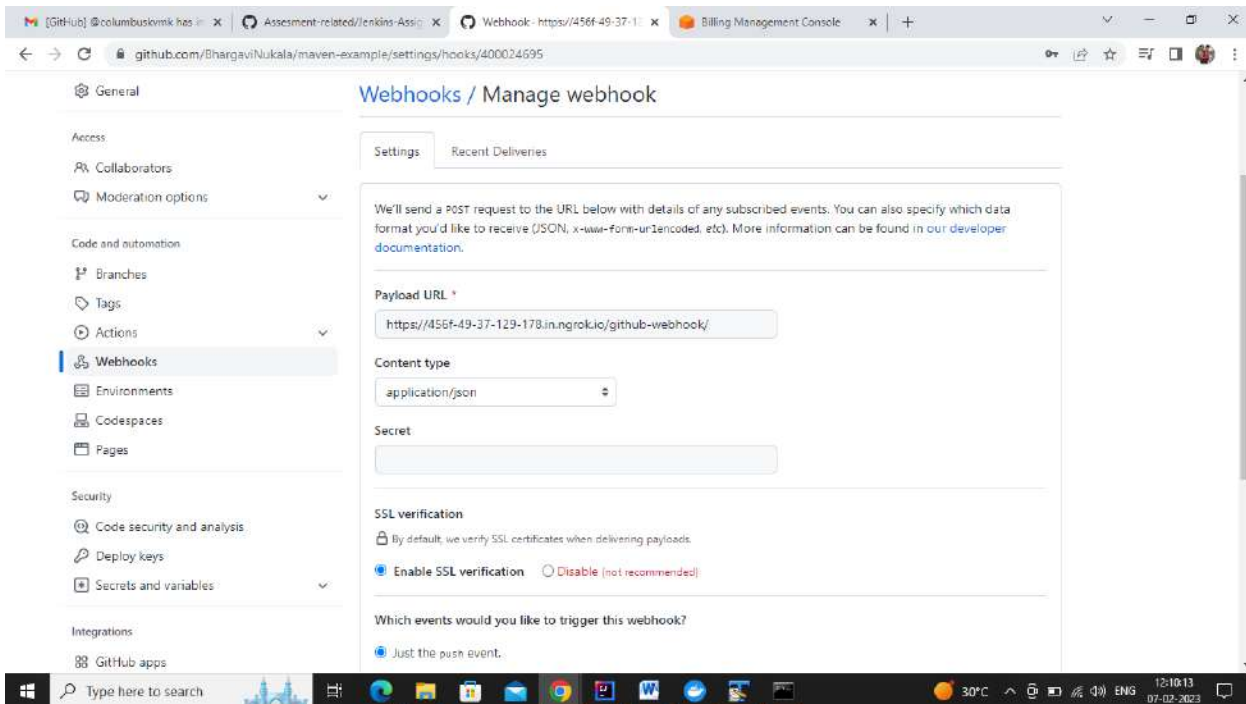 [GitHub] @columbuskvmk has in
Assesment-related/Jenkins-Assig
Webhook - https://456f-49-37-12
Billing Management Console
github.com/BhargaviNukala/maven-example/settings/hooks/400024695
General
Webhooks / Manage webhook
Access
Settings
Recent Deliveries
Collaborators
Moderation options
We'll send a POST request to the URL below with details of any subscribed events. You can also specify which data
format you'd like to receive (JSON, x-www-form-urlencoded, etc). More information can be found in our developer
documentation.
Code and automation
Branches
Tags
Actions
Webhooks
Environments
Codespaces
Pages
Payload URL *
https://456f-49-37-129-178.in.ngrok.io/github-webhook/
Content type
application/json
Secret
Security
Code security and analysis
Deploy keys
Secrets and variables
SSL verification
By default, we verify SSL certificates when delivering payloads.
Enable SSL verification
Disable (not recommended)
Which events would you like to trigger this webhook?
Just the push event.
Integrations
GitHub apps
Type here to search
30°C
ENG
12:10:13
07-02-2023